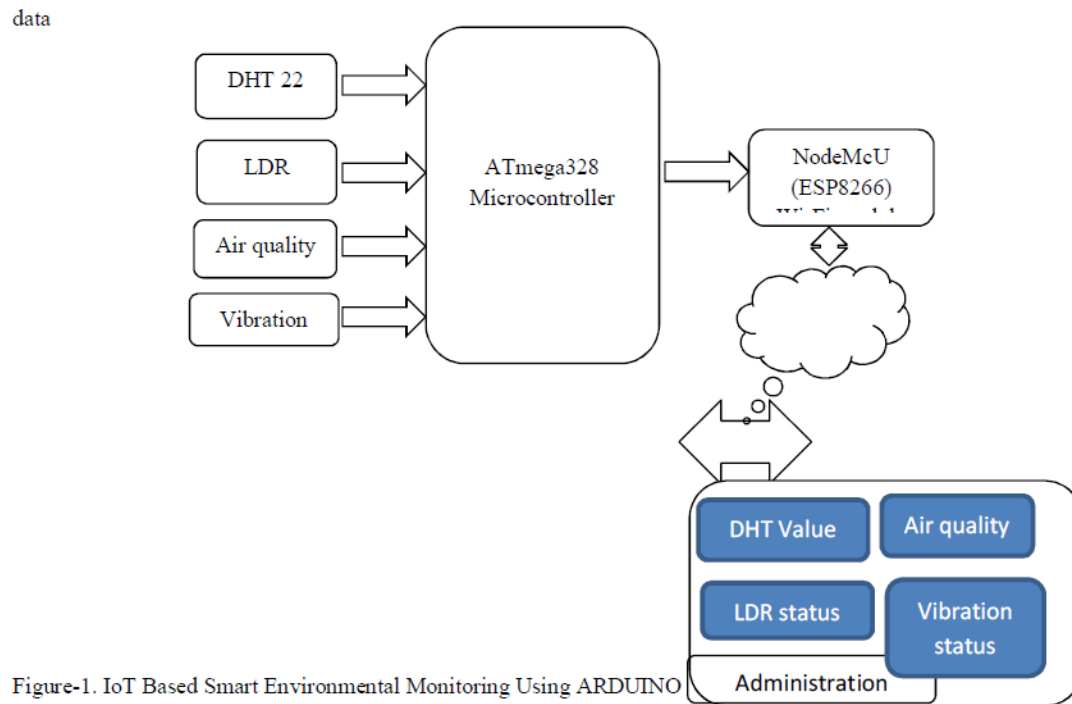 data
DHT 22
LDR
Air quality
Vibration
ATmega328
Microcontroller
NodeMcU
(ESP8266)
DHT Value
Air quality
LDR status
Vibration
status
Administration
Figure-1. IoT Based Smart Environmental Monitoring Using ARDUINO